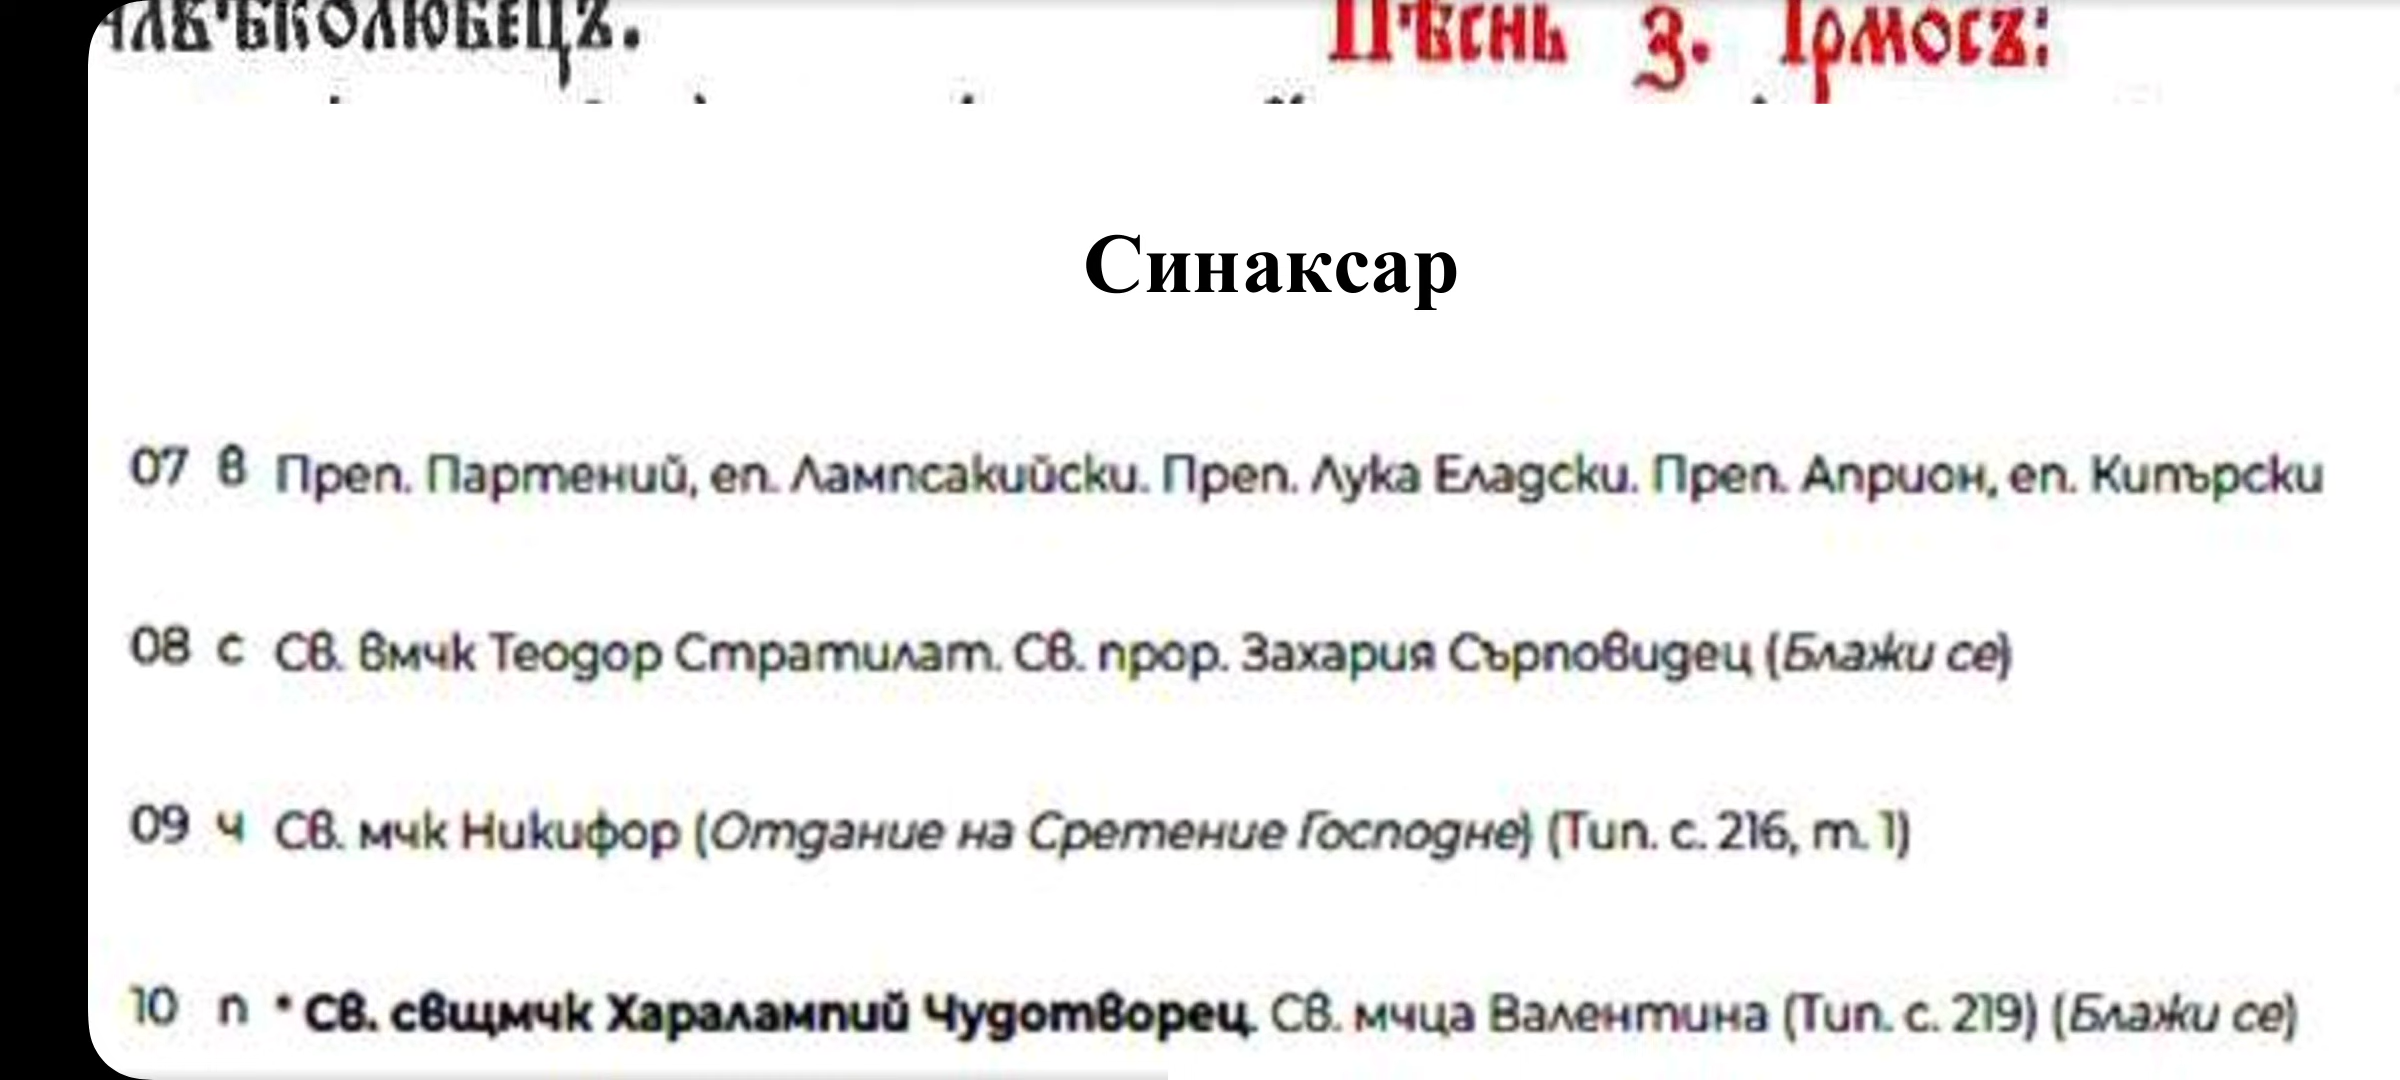 Пѣснь з. Ірмосъ:
Синаксар
07 в Преп. Партений, еп. Лампсакийски. Преп. Лука Еладски. Преп. Априон, еп. Кипърски
08 с Св. вмчк Теодор Стратилат. Св. прор. Захария Сърповидец (Блажи се)
09 ч Св. мчк Никифор (Отдание на Сретение Господне) (Тип. с. 216, т. 1)
10 п • Св. свщмчк Харалампий Чудотворец. Св. мчца Валентина (Тип. с. 219) (Блажи се)